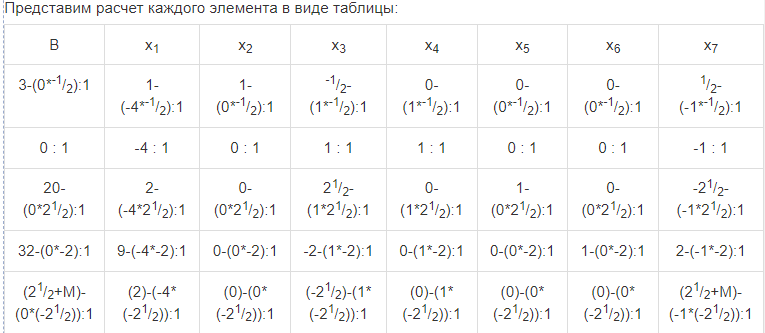 Представим расчет каждого элемента в виде таблицы:
B x1 x2 x3 x4 x5 x6 x7
3-(0*-1/2):1 1-(-4*-1/2):1 1-(0*-1/2):1 -1/2-(1*-1/2):1 0-(1*-1/2):1 0-(0*-1/2):1 0-(0*-1/2):1 1/2-(-1*-1/2):1
0 : 1 -4 : 1 0 : 1 1 : 1 1 : 1 0 : 1 0 : 1 -1 : 1
20-(0*21/2):1 2-(-4*21/2):1 0-(0*21/2):1 21/2-(1*21/2):1 0-(1*21/2):1 1-(0*21/2):1 0-(0*21/2):1 -21/2-(-1*21/2):1
32-(0*-2):1 9-(-4*-2):1 0-(0*-2):1 -2-(1*-2):1 0-(1*-2):1 0-(0*-2):1 1-(0*-2):1 2-(-1*-2):1
(21/2+M)-(0*(-21/2)):1 (2)-(-4*(-21/2)):1 (0)-(0*(-21/2)):1 (-21/2)-(1*(-21/2)):1 (0)-(1*(-21/2)):1 (0)-(0*(-21/2)):1 (0)-(0*(-21/2)):1 (21/2+M)-(-1*(-21/2)):1